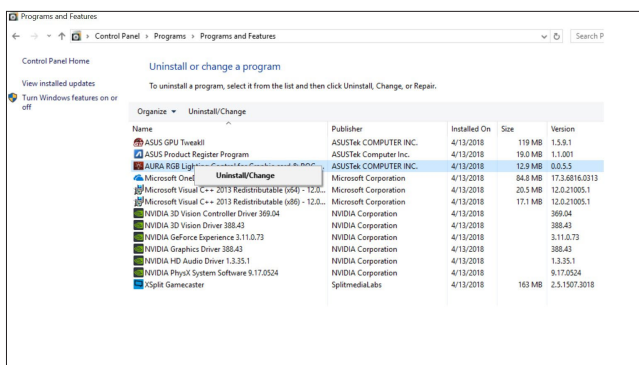 Programs and Features
Control Panel > Programs > Programs and Features
Search P
Control Panel Home
View installed updates
Turn Windows features on or
off
Uninstall or change a program
To uninstall a program, select it from the list and then click Uninstall, Change, or Repair.
Organize Uninstall/Change
Name Publisher Installed On Size Version
ASUS GPU TweakII ASUSTek COMPUTER INC. 4/13/2018 119 MB 1.5.9.1
ASUS Product Register Program ASUSTek Computer Inc. 4/13/2018 19.0 MB 1.1.001
AURA RGB Lighting Control for Graphic card & ROG ... ASUSTek COMPUTER INC. 4/13/2018 12.9 MB 0.0.5.5
Microsoft One Microsoft Corporation 4/13/2018 84.8 MB 17.3.6816.0313
Uninstall/Change
Microsoft Visual C++ 2013 Redistributable (x64) - 12.0... Microsoft Corporation 4/13/2018 20.5 MB 12.0.21005.1
Microsoft Visual C++ 2013 Redistributable (x86) - 12.0... Microsoft Corporation 4/13/2018 17.1 MB 12.0.21005.1
NVIDIA 3D Vision Controller Driver 369.04 NVIDIA Corporation 4/13/2018 369.04
NVIDIA 3D Vision Driver 388.43 NVIDIA Corporation 4/13/2018 388.43
NVIDIA GeForce Experience 3.11.0.73 NVIDIA Corporation 4/13/2018 3.11.0.73
NVIDIA Graphics Driver 388.43 NVIDIA Corporation 4/13/2018 388.43
NVIDIA HD Audio Driver 1.3.35.1 NVIDIA Corporation 4/13/2018 1.3.35.1
NVIDIA PhysX System Software 9.17.0524 NVIDIA Corporation 4/13/2018 9.17.0524
XSplit Gamecaster SplitmediaLabs 4/13/2018 163 MB 2.5.1507.3018